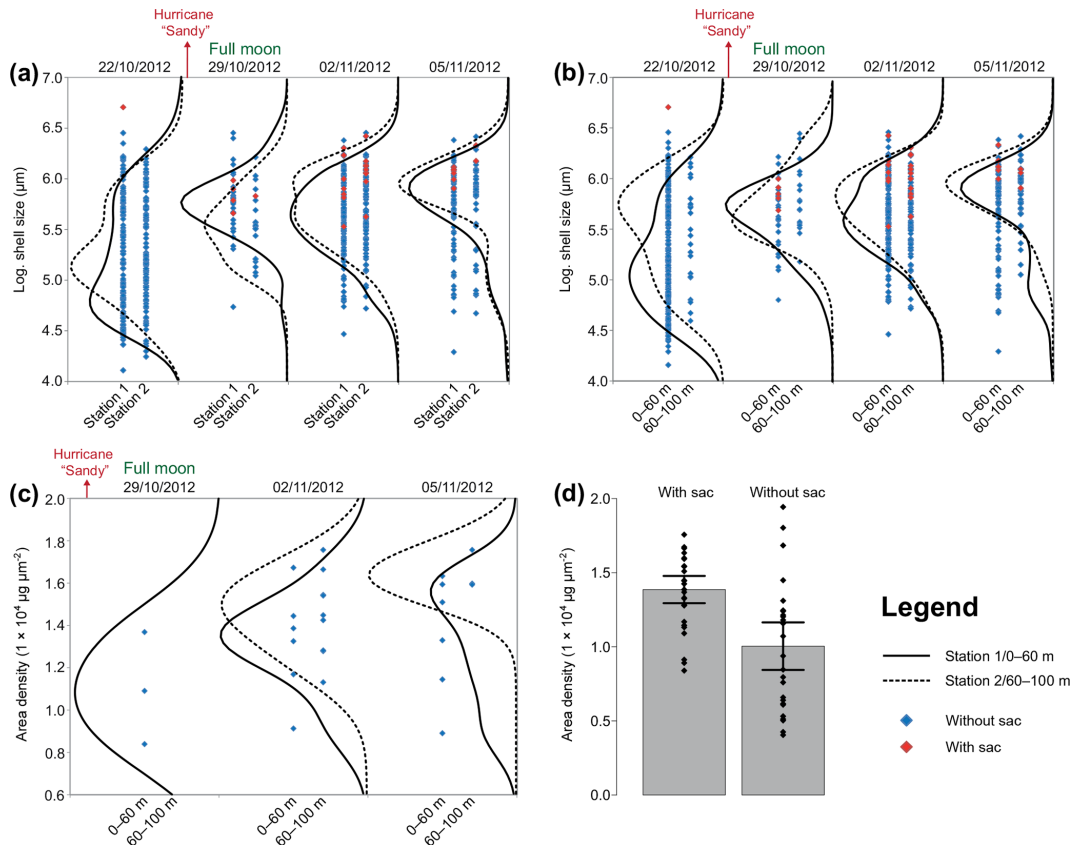 Hurricane
"Sandy"
Full moon
(a)
22/10/2012 29/10/2012 02/11/2012 05/11/2012
7.0
6.5
6.0
5.5
5.0
4.5
4.0
Log. shell size (μm)
Station 1
Station 2
Station 1
Station 2
Station 1
Station 2
Station 1
Station 2
Hurricane
"Sandy"
Full moon
(b)
22/10/2012 29/10/2012 02/11/2012 05/11/2012
7.0
6.5
6.0
5.5
5.0
4.5
4.0
Log. shell size (μm)
0–60 m
60–100 m
0–60 m
60–100 m
0–60 m
60–100 m
0–60 m
60–100 m
Hurricane
"Sandy"
Full moon
(c)
29/10/2012 02/11/2012 05/11/2012
2.0
1.8
1.6
1.4
1.2
1.0
0.8
0.6
Area density (1 × 10⁴ μg μm⁻²)
0–60 m
60–100 m
0–60 m
60–100 m
0–60 m
60–100 m
(d)
With sac Without sac
2.0
1.5
1.0
0.5
0.0
Area density (1 × 10⁴ μg μm⁻²)
Legend
Station 1/0–60 m
Station 2/60–100 m
Without sac
With sac